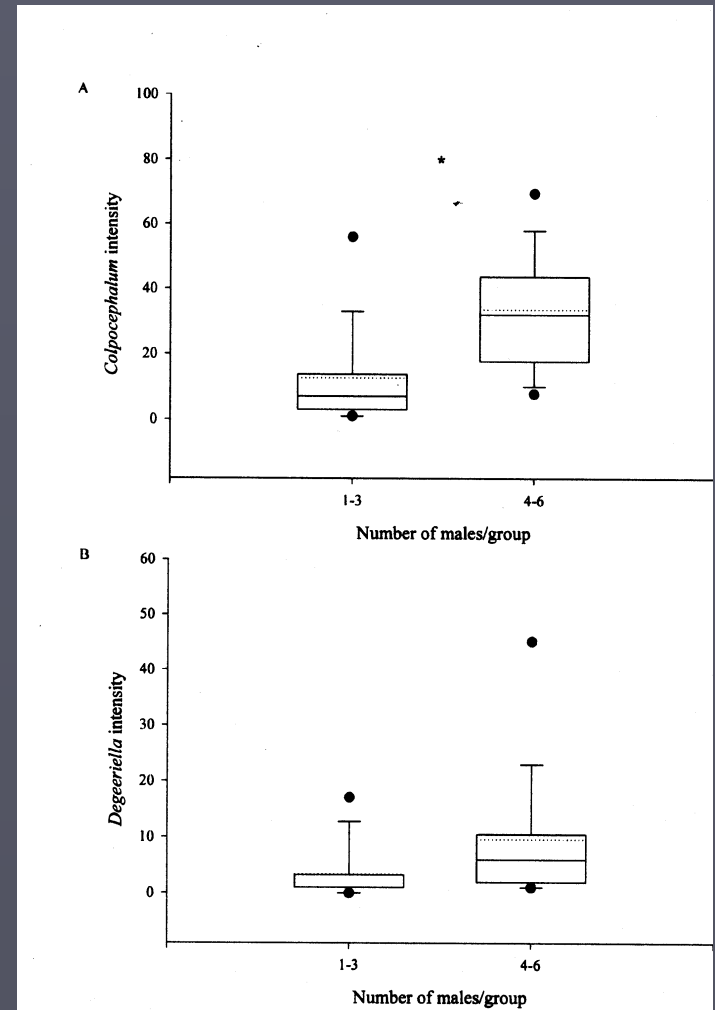 A
100
80
60
40
20
0
Colpocephalum intensity
*
1-3 4-6
Number of males/group
B
60
50
40
30
20
10
0
Degeeriella intensity
1-3 4-6
Number of males/group